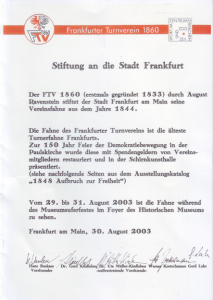 Frankfurter Turnverein 1860
Stiftung an die Stadt Frankfurt
Der FTV 1860 (erstmals gegründet 1833) durch August
Ravenstein stiftet der Stadt Frankfurt am Main seine
Vereinsfahne aus dem Jahre 1844.
Die Fahne des Frankfurter Turnvereins ist die älteste
Turnerfahne Frankfurts.
Zur 150 Jahr Feier der Demokratiebewegung in der
Paulskirche wurde diese mit Spendengeldern von Vereins-
mitgliedern restauriert und in der Schirnkunsthalle
präsentiert.
(siehe nachfolgende Seiten aus dem Ausstellungskatalog
„1848 Aufbruch zur Freiheit")
Vom 29. bis 31. August 2003 ist die Fahne während
des Museumsuferfestes im Foyer des Historischen Museums
zu sehen.
Frankfurt am Main, 30. August 2003